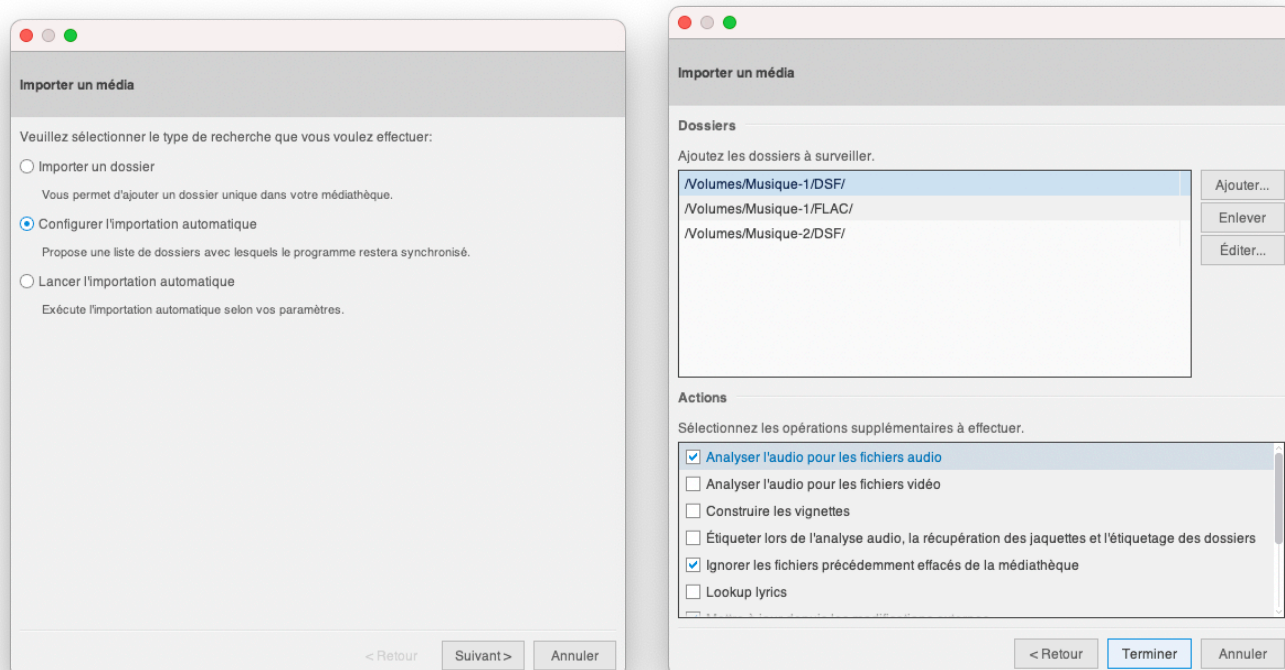 Importer un média
Veuillez sélectionner le type de recherche que vous voulez effectuer:
Importer un dossier
Vous permet d'ajouter un dossier unique dans votre médiathèque.
Configurer l'importation automatique
Propose une liste de dossiers avec lesquels le programme restera synchronisé.
Lancer l'importation automatique
Exécute l'importation automatique selon vos paramètres.
< Retour
Suivant >
Annuler
Importer un média
Dossiers
Ajoutez les dossiers à surveiller.
/Volumes/Musique-1/DSF/
/Volumes/Musique-1/FLAC/
/Volumes/Musique-2/DSF/
Ajouter...
Enlever
Éditer...
Actions
Sélectionnez les opérations supplémentaires à effectuer.
Analyser l'audio pour les fichiers audio
Analyser l'audio pour les fichiers vidéo
Construire les vignettes
Étiqueter lors de l'analyse audio, la récupération des jaquettes et l'étiquetage des dossiers
Ignorer les fichiers précédemment effacés de la médiathèque
Lookup lyrics
< Retour
Terminer
Annuler